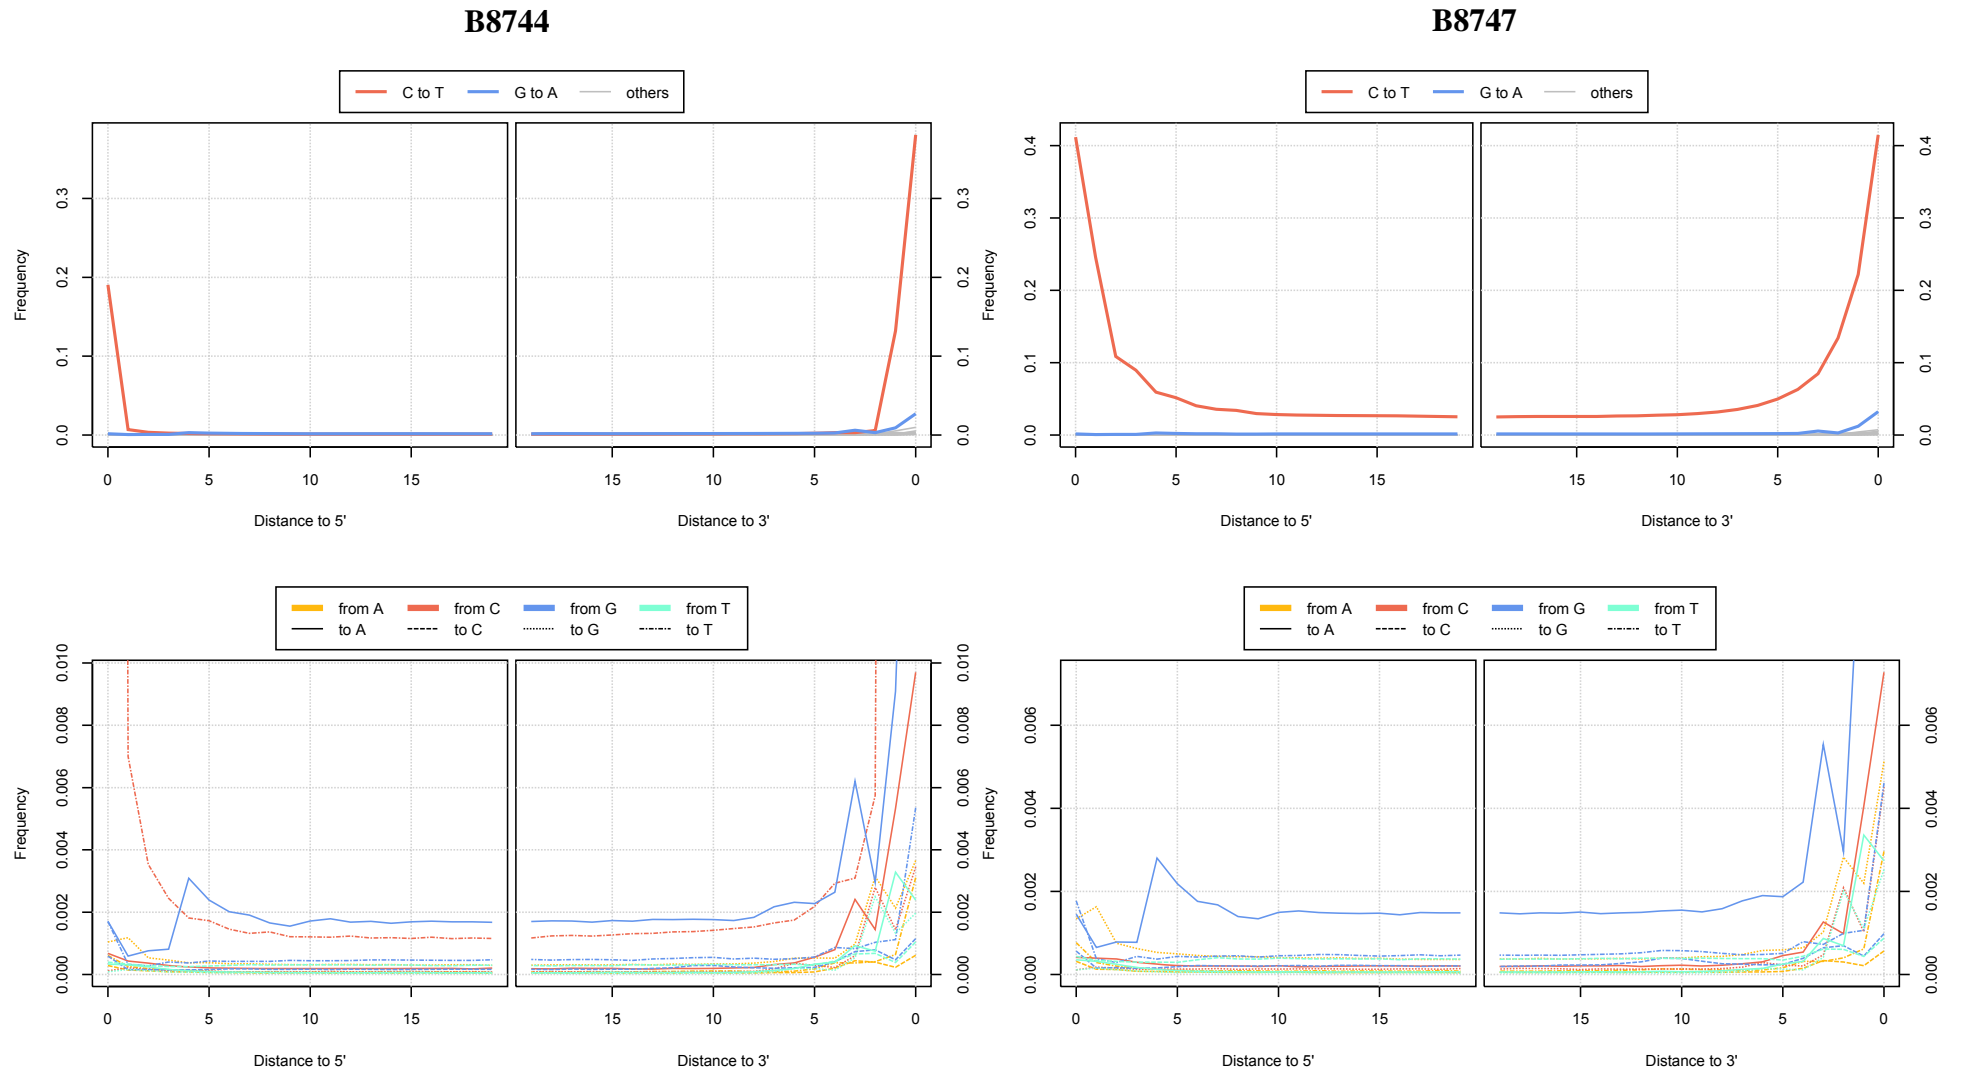 B8744
B8747
C to T G to A others
C to T G to A others
Frequency
0.0 0.1 0.2 0.3
0.0 0.1 0.2 0.3
0 5 10 15
15 10 5 0
Distance to 5'
Distance to 3'
Frequency
0.0 0.1 0.2 0.3 0.4
0.0 0.1 0.2 0.3 0.4
0 5 10 15
15 10 5 0
Distance to 5'
Distance to 3'
from A from C from G from T
to A to C to G to T
from A from C from G from T
to A to C to G to T
Frequency
0.000 0.002 0.004 0.006 0.008 0.010
0.000 0.002 0.004 0.006 0.008 0.010
0 5 10 15
15 10 5 0
Distance to 5'
Distance to 3'
Frequency
0.000 0.002 0.004 0.006
0.000 0.002 0.004 0.006
0 5 10 15
15 10 5 0
Distance to 5'
Distance to 3'